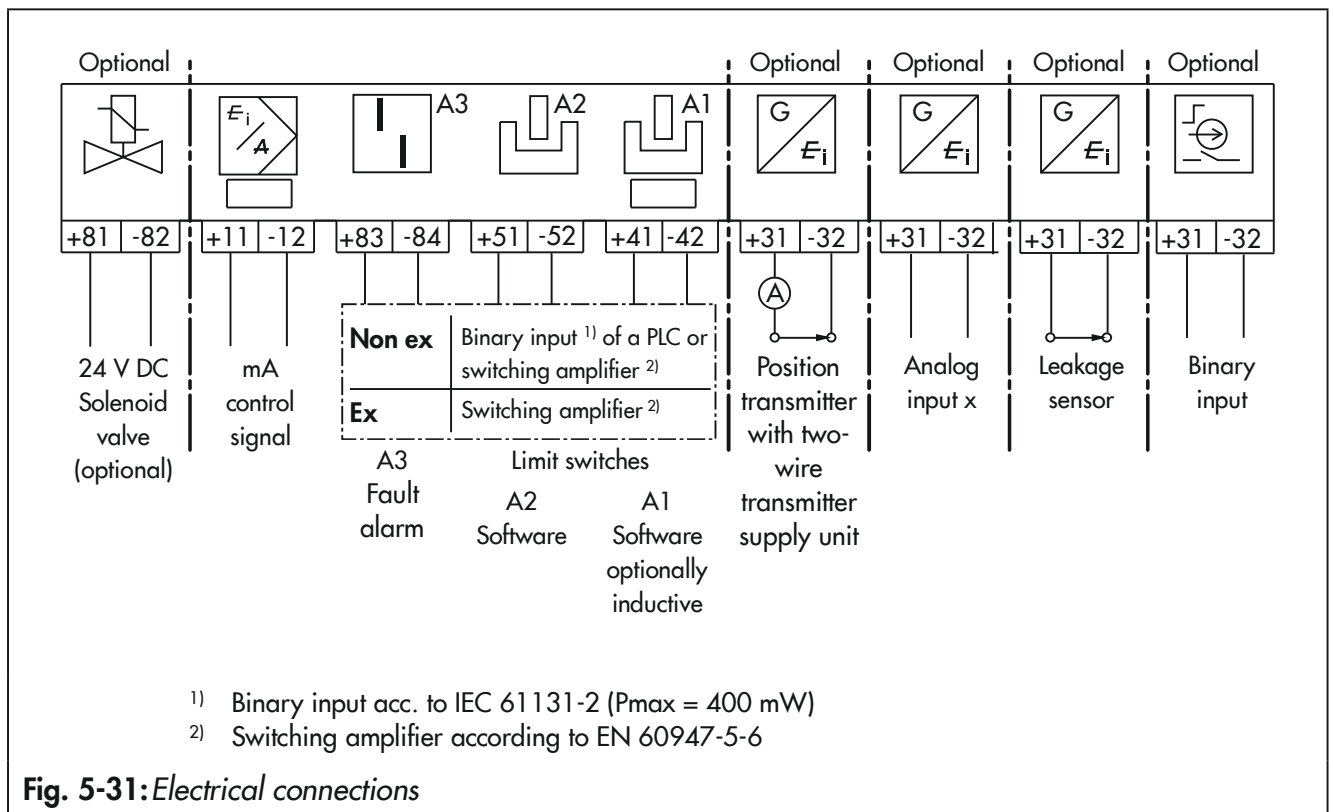 Optional Optional Optional Optional Optional
E i / A A3 A2 A1 G E i G E i G E i
+81 -82 +11 -12 +83 -84 +51 -52 +41 -42 +31 -32 +31 -32 +31 -32 +31 -32
A
24 V DC
Solenoid
valve
(optional)
mA
control
signal
Non ex Binary input 1) of a PLC or
switching amplifier 2)
Ex Switching amplifier 2)
A3
Fault
alarm
Limit switches
A2
Software
A1
Software
optionally
inductive
Position
transmitter
with two-
wire
transmitter
supply unit
Analog
input x
Leakage
sensor
Binary
input
1) Binary input acc. to IEC 61131-2 (Pmax = 400 mW)
2) Switching amplifier according to EN 60947-5-6
Fig. 5-31: Electrical connections